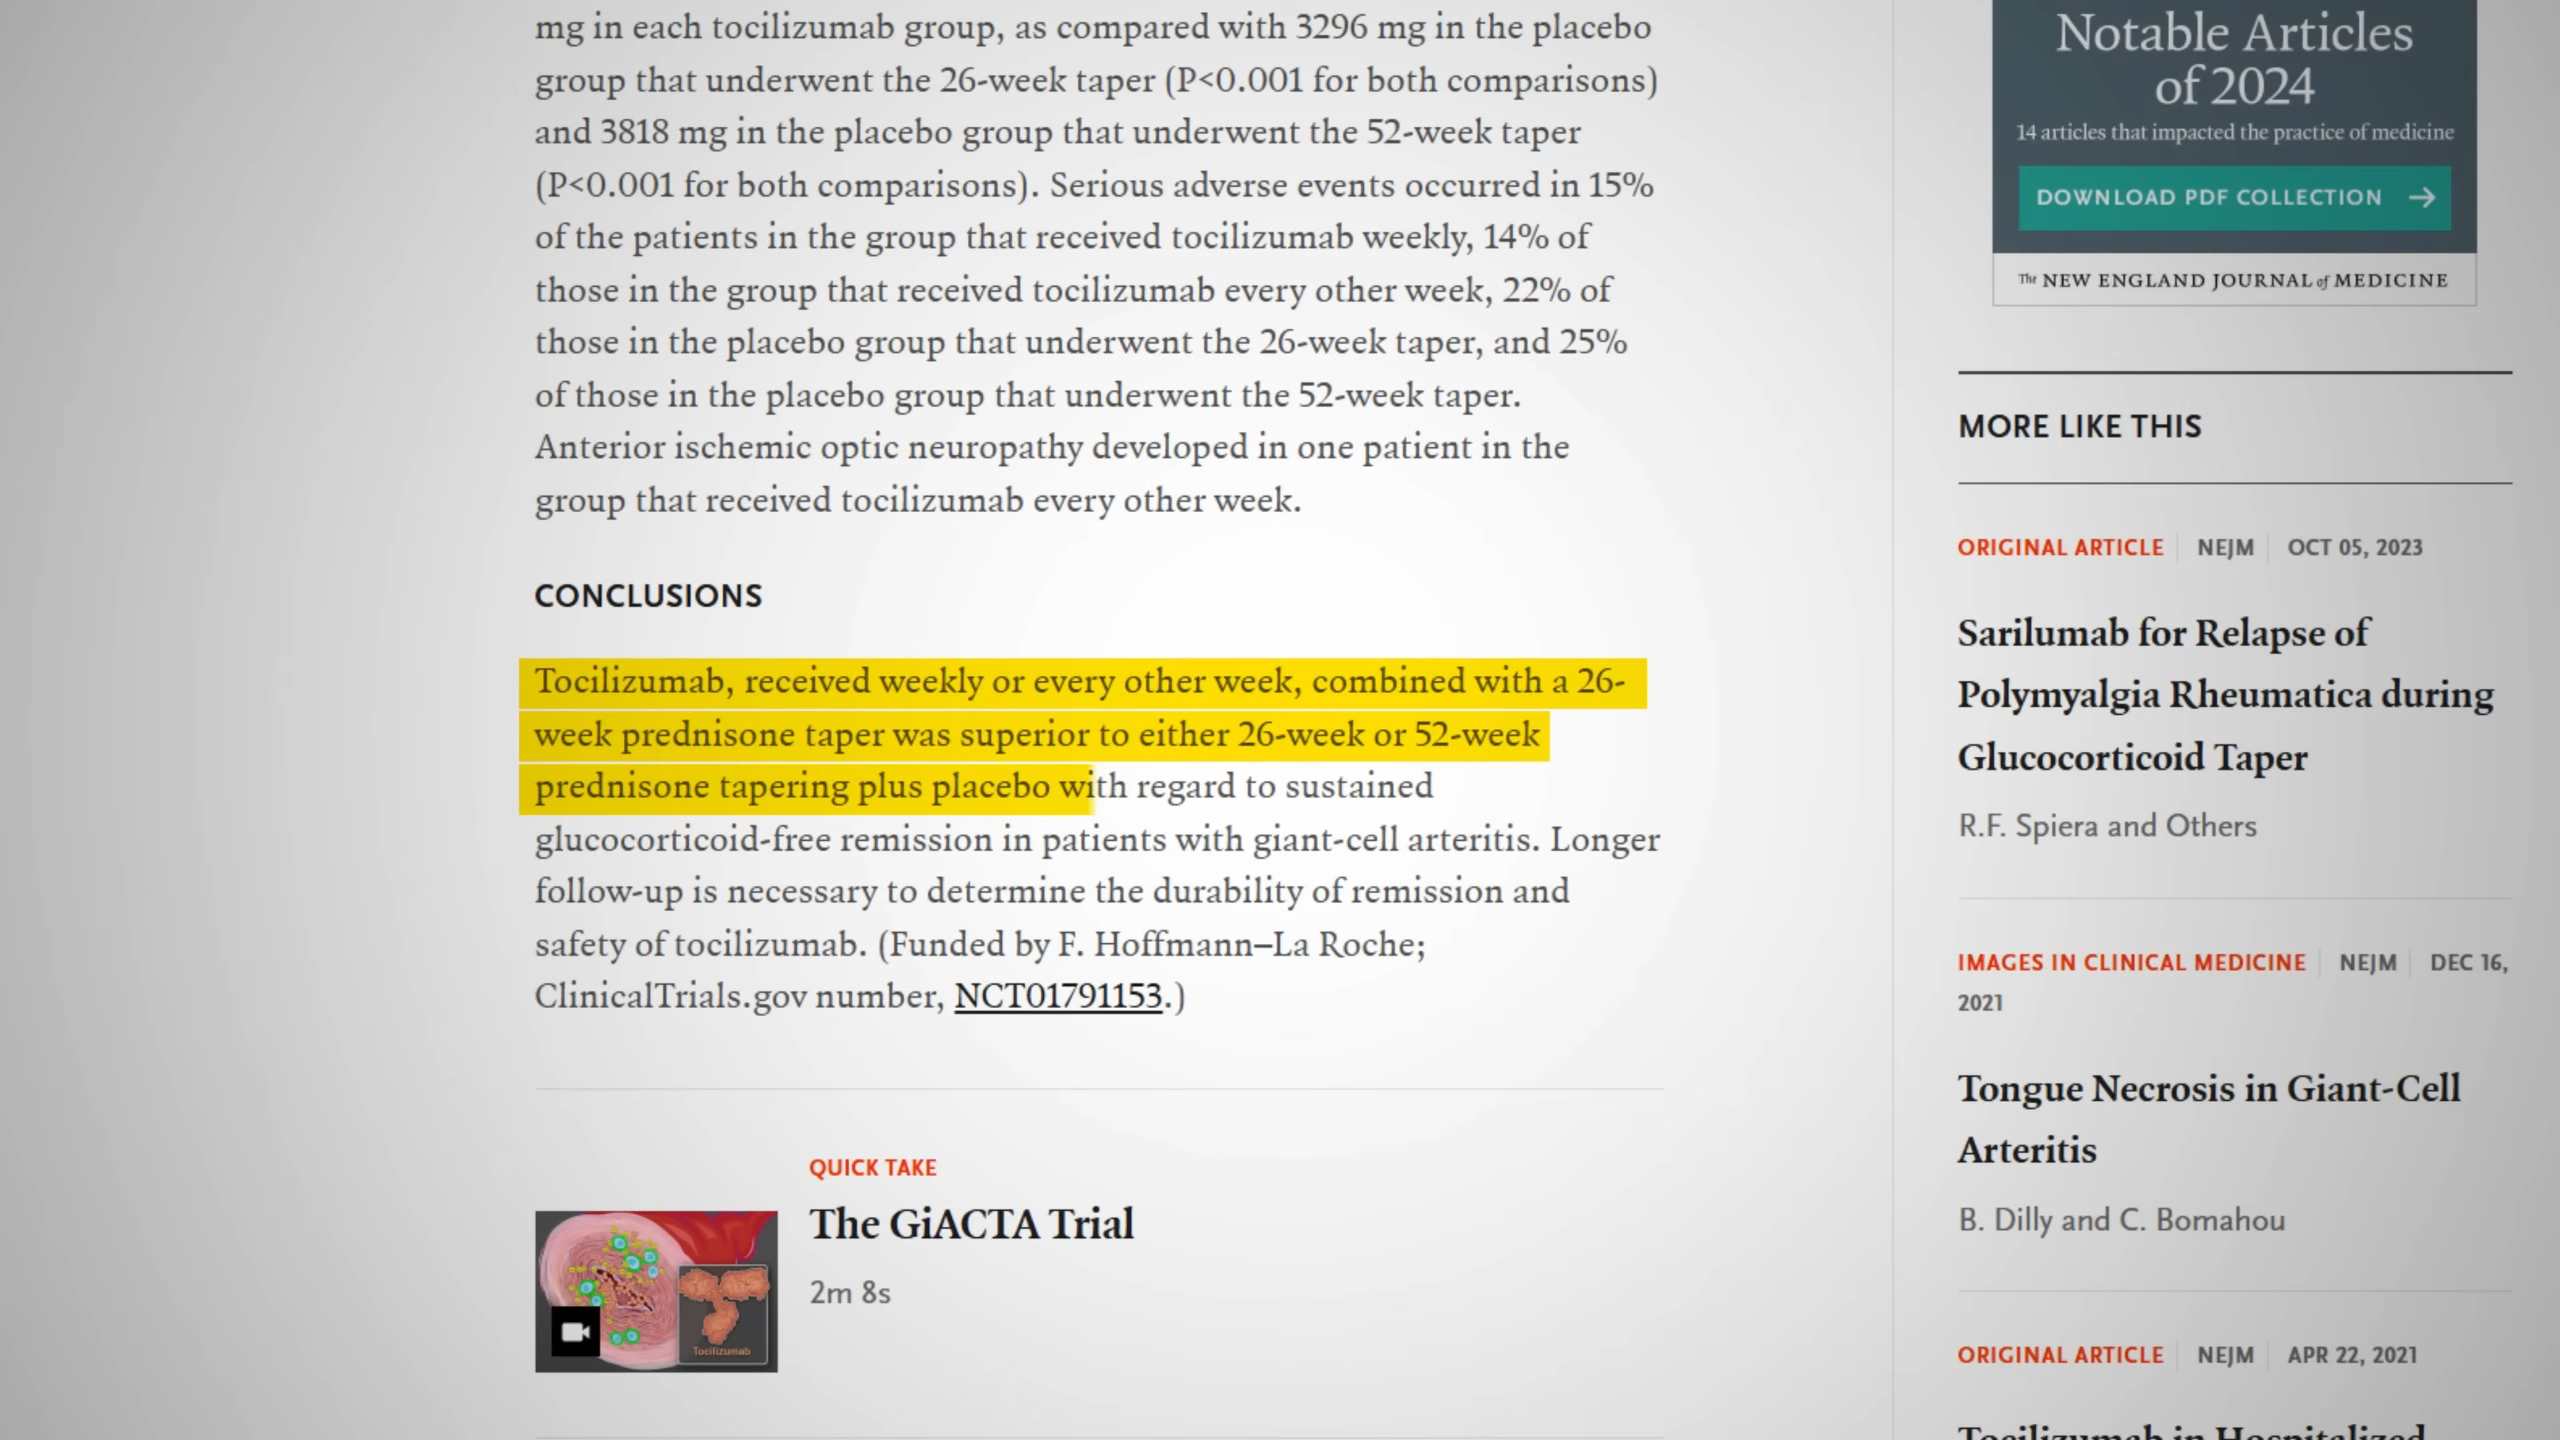 mg in each tocilizumab group, as compared with 3296 mg in the placebo
group that underwent the 26-week taper (P<0.001 for both comparisons)
and 3818 mg in the placebo group that underwent the 52-week taper
(P<0.001 for both comparisons). Serious adverse events occurred in 15%
of the patients in the group that received tocilizumab weekly, 14% of
those in the group that received tocilizumab every other week, 22% of
those in the placebo group that underwent the 26-week taper, and 25%
of those in the placebo group that underwent the 52-week taper.
Anterior ischemic optic neuropathy developed in one patient in the
group that received tocilizumab every other week.
CONCLUSIONS
Tocilizumab, received weekly or every other week, combined with a 26-
week prednisone taper was superior to either 26-week or 52-week
prednisone tapering plus placebo with regard to sustained
glucocorticoid-free remission in patients with giant-cell arteritis. Longer
follow-up is necessary to determine the durability of remission and
safety of tocilizumab. (Funded by F. Hoffmann–La Roche;
ClinicalTrials.gov number, NCT01791153.)
QUICK TAKE
The GiACTA Trial
2m 8s
Tocilizumab
Notable Articles
of 2024
14 articles that impacted the practice of medicine
DOWNLOAD PDF COLLECTION →
The NEW ENGLAND JOURNAL of MEDICINE
MORE LIKE THIS
ORIGINAL ARTICLE NEJM OCT 05, 2023
Sarilumab for Relapse of
Polymyalgia Rheumatica during
Glucocorticoid Taper
R.F. Spiera and Others
IMAGES IN CLINICAL MEDICINE NEJM DEC 16,
2021
Tongue Necrosis in Giant-Cell
Arteritis
B. Dilly and C. Bomahou
ORIGINAL ARTICLE NEJM APR 22, 2021
Tocilizumab in Hospitalized